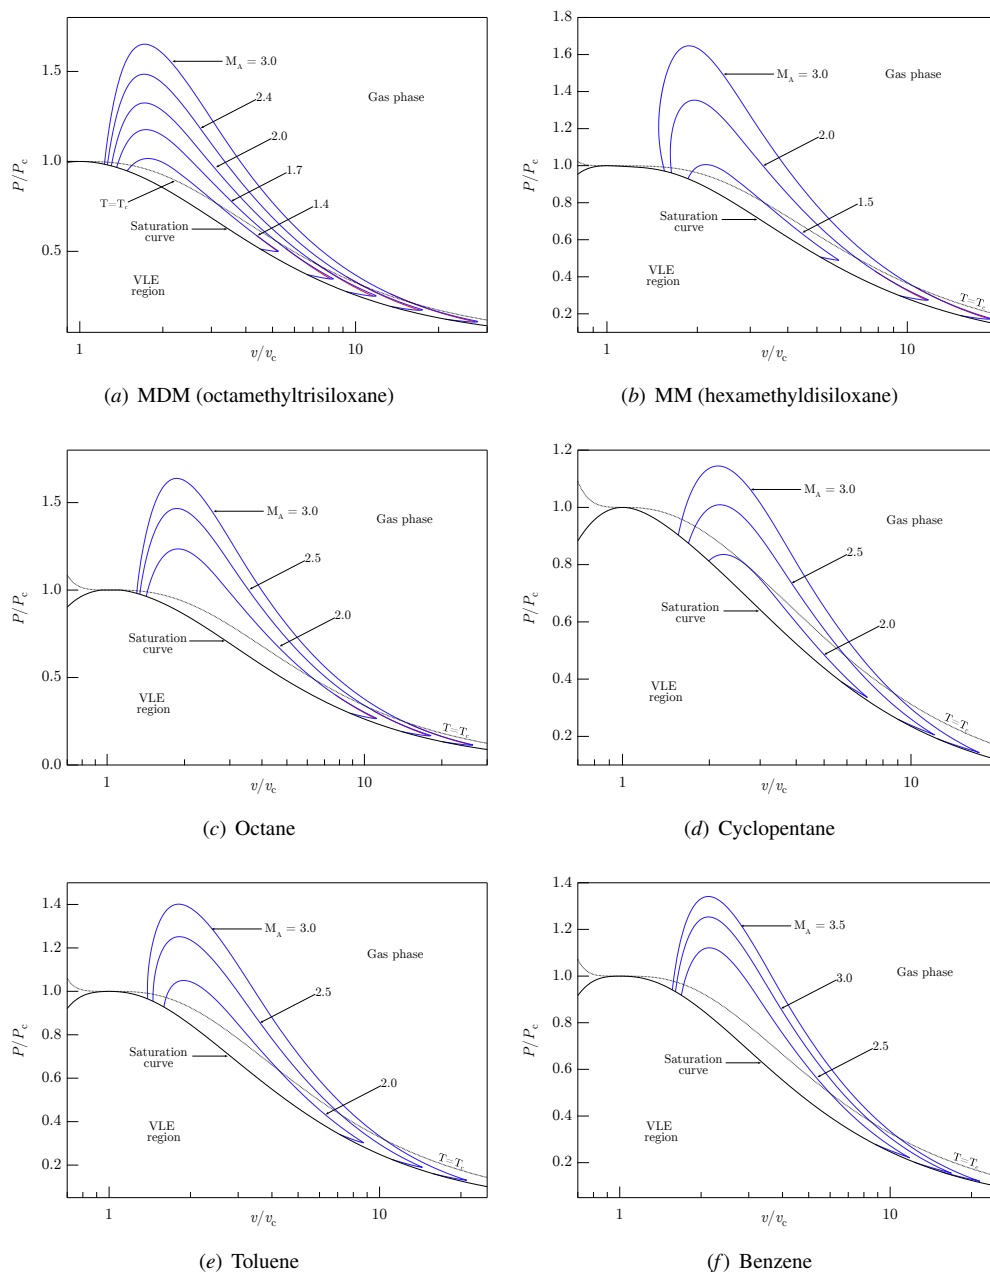 1.5
1.0
0.5
P/P_c
M_A = 3.0
2.4
2.0
1.7
1.4
Gas phase
T=T_c
Saturation
curve
VLE
region
1
10
v/v_c
(a) MDM (octamethyltrisiloxane)
1.8
1.6
1.4
1.2
1.0
0.8
0.6
0.4
0.2
P/P_c
M_A = 3.0
2.0
1.5
Gas phase
Saturation
curve
VLE
region
T=T_c
1
10
v/v_c
(b) MM (hexamethyldisiloxane)
1.5
1.0
0.5
0.0
P/P_c
M_A = 3.0
2.5
2.0
Gas phase
Saturation
curve
VLE
region
T=T_c
1
10
v/v_c
(c) Octane
1.2
1.0
0.8
0.6
0.4
0.2
P/P_c
M_A = 3.0
2.5
2.0
Gas phase
Saturation
curve
VLE
region
T=T_c
1
10
v/v_c
(d) Cyclopentane
1.4
1.2
1.0
0.8
0.6
0.4
0.2
P/P_c
M_A = 3.0
2.5
2.0
Gas phase
Saturation
curve
VLE
region
T=T_c
1
10
v/v_c
(e) Toluene
1.4
1.2
1.0
0.8
0.6
0.4
0.2
P/P_c
M_A = 3.5
3.0
2.5
Gas phase
Saturation
curve
VLE
region
T=T_c
1
10
v/v_c
(f) Benzene